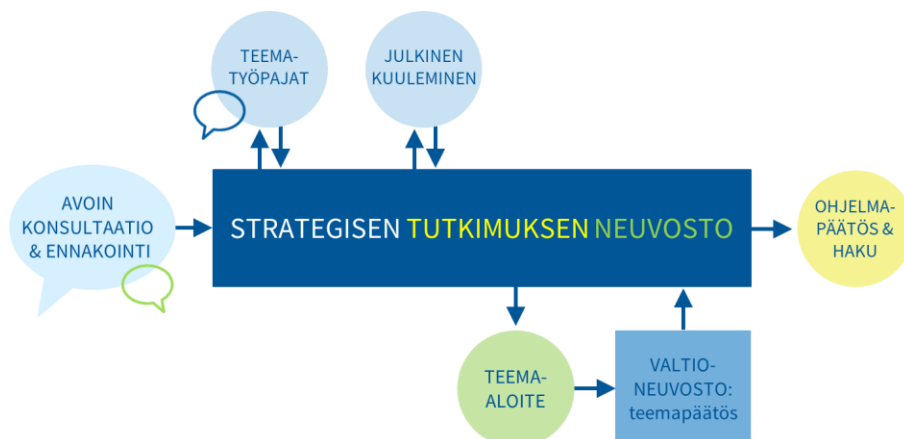 TEEMA-
TYÖPAJAT
JULKINEN
KUULEMINEN
AVOIN
KONSULTAATIO
& ENNAKOINTI
STRATEGISEN TUTKIMUKSEN NEUVOSTO
OHJELMA-
PÄÄTÖS &
HAKU
TEEMA-
ALOITE
VALTIO-
NEUVOSTO:
teemapäätös